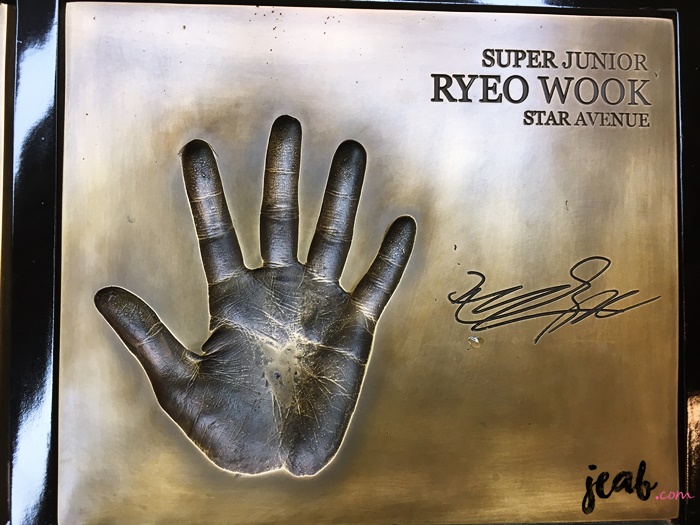 SUPER JUNIOR
RYEO WOOK
STAR AVENUE
jeab.com